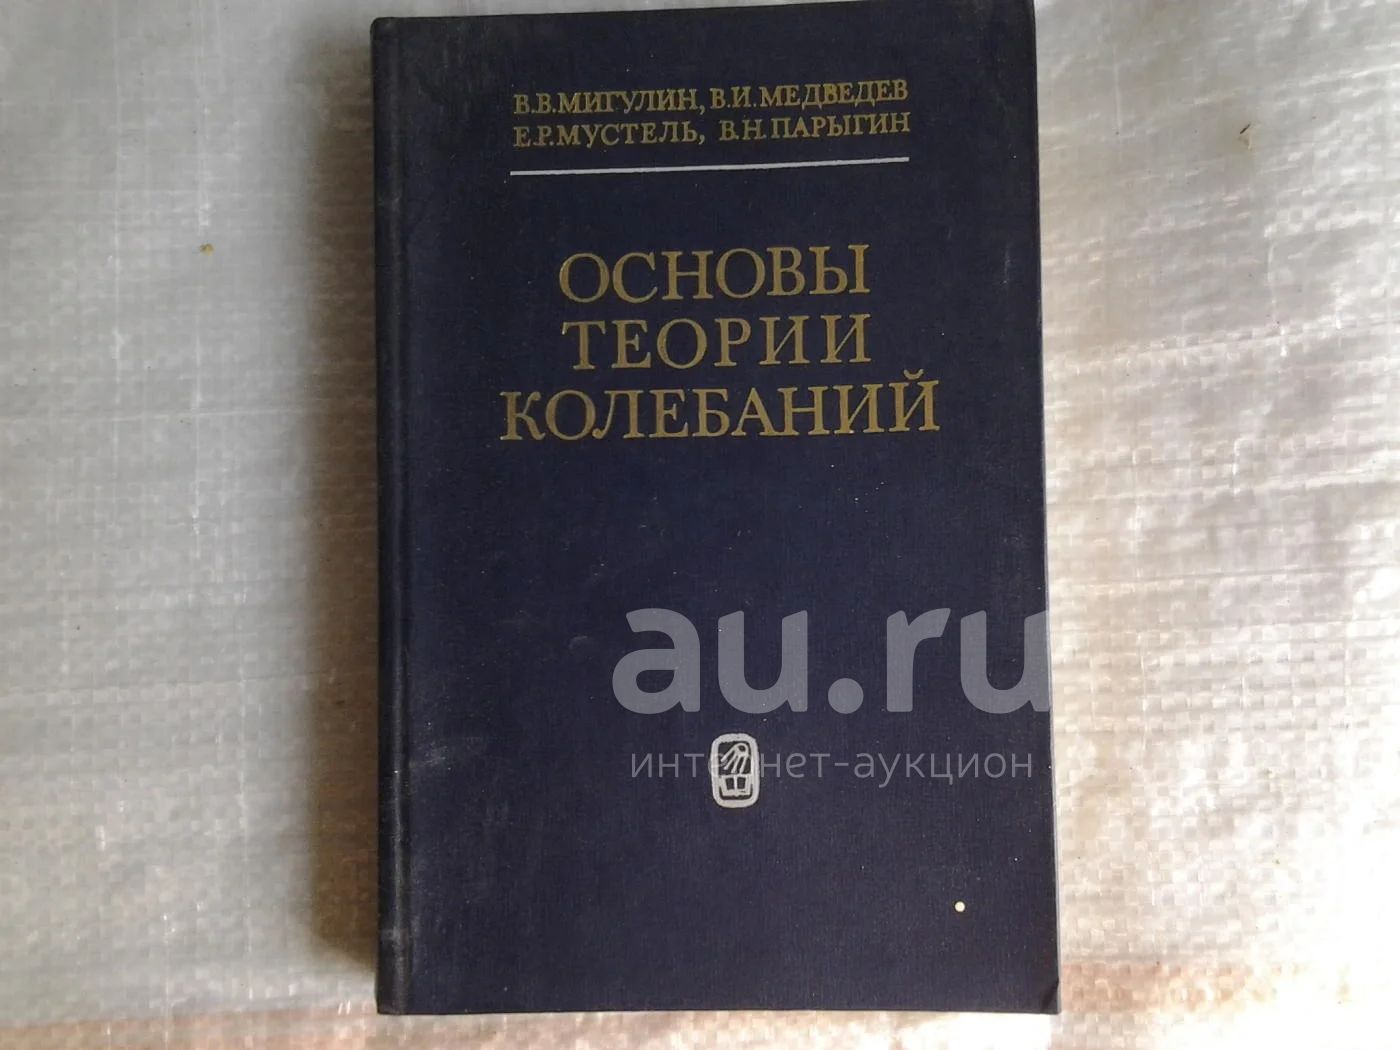 В.В.МИГУЛИН, В.И.МЕДВЕДЕВ
Е.Р.МУСТЕЛЬ, В.Н.ПАРЫГИН
ОСНОВЫ
ТЕОРИИ
КОЛЕБАНИЙ
au.ru
интернет-аукцион